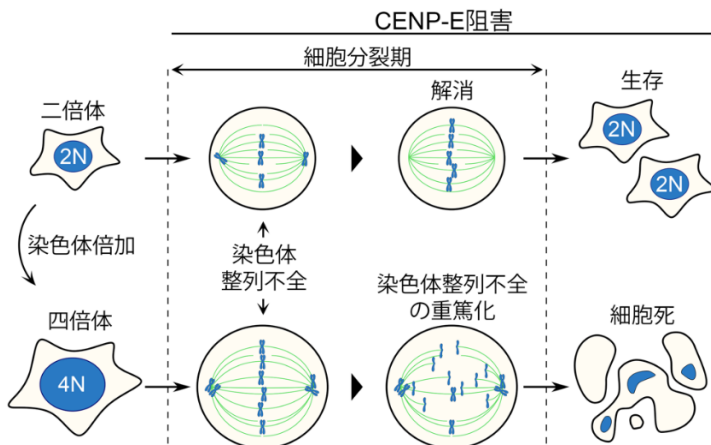 CENP-E阻害
細胞分裂期
二倍体
解消
生存
2N
2N
2N
染色体倍加
染色体
整列不全
染色体整列不全
の重篤化
四倍体
細胞死
4N